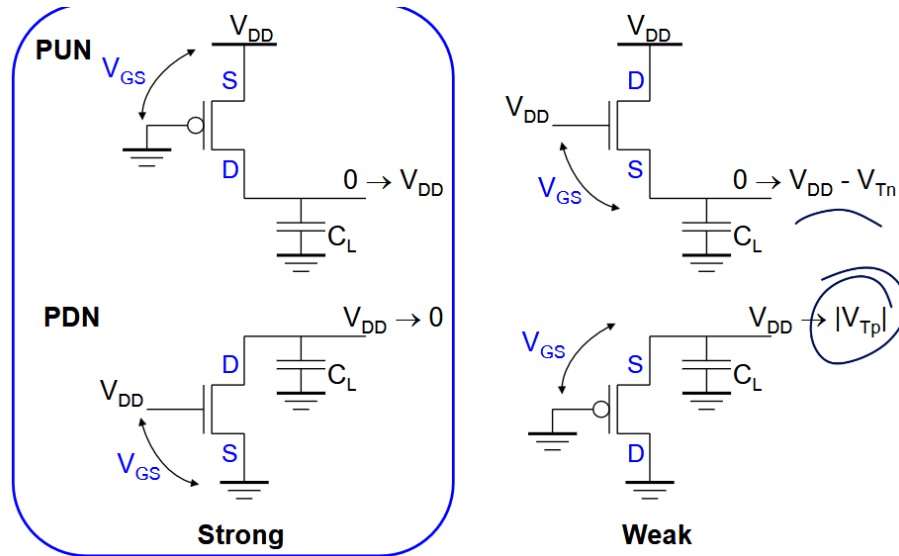 V_DD V_DD
PUN
V_GS S D
V_DD
D S
0 → V_DD V_GS 0 → V_DD - V_Tn
C_L C_L
PDN V_DD → 0 V_DD → |V_Tp|
V_GS
D C_L S C_L
V_DD
S D
V_GS
Strong Weak